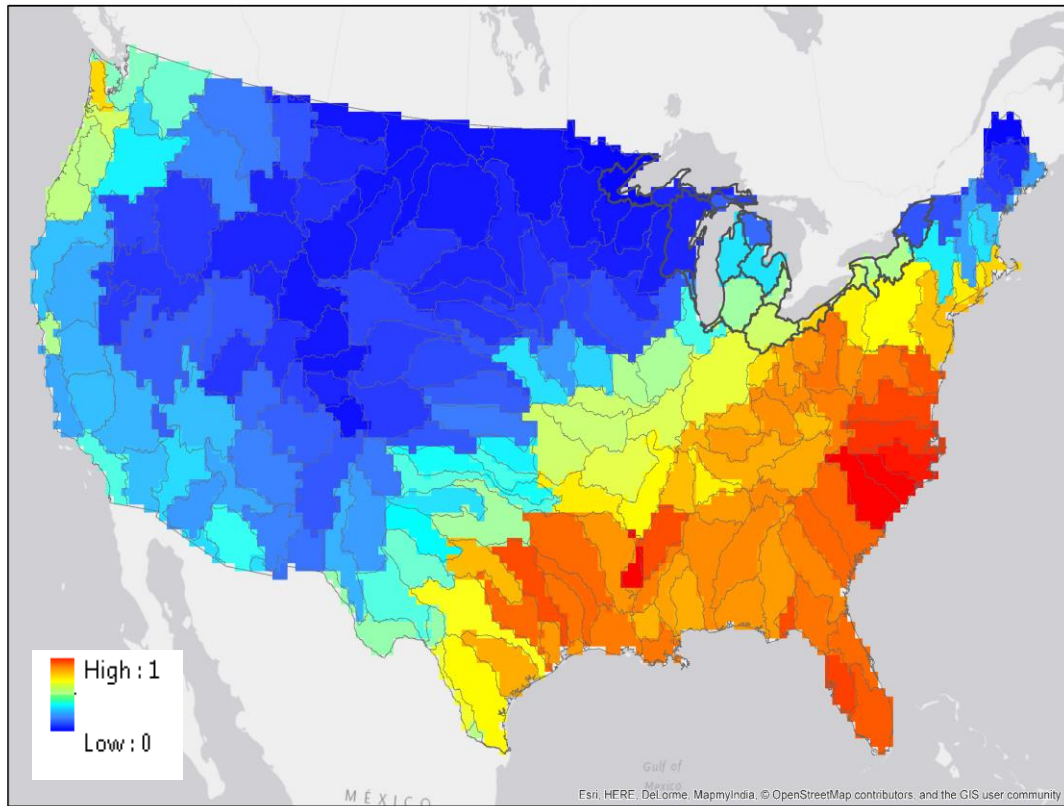 High : 1
Low : 0
Gulf of
Mexico
MÉXICO
Esri, HERE, DeLorme, MapmyIndia, © OpenStreetMap contributors, and the GIS user community